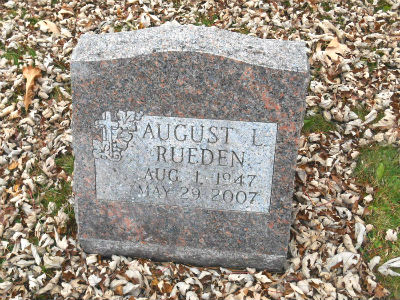 AUGUST L.
RUEDEN
AUG. 1, 1947
MAY 29, 2007